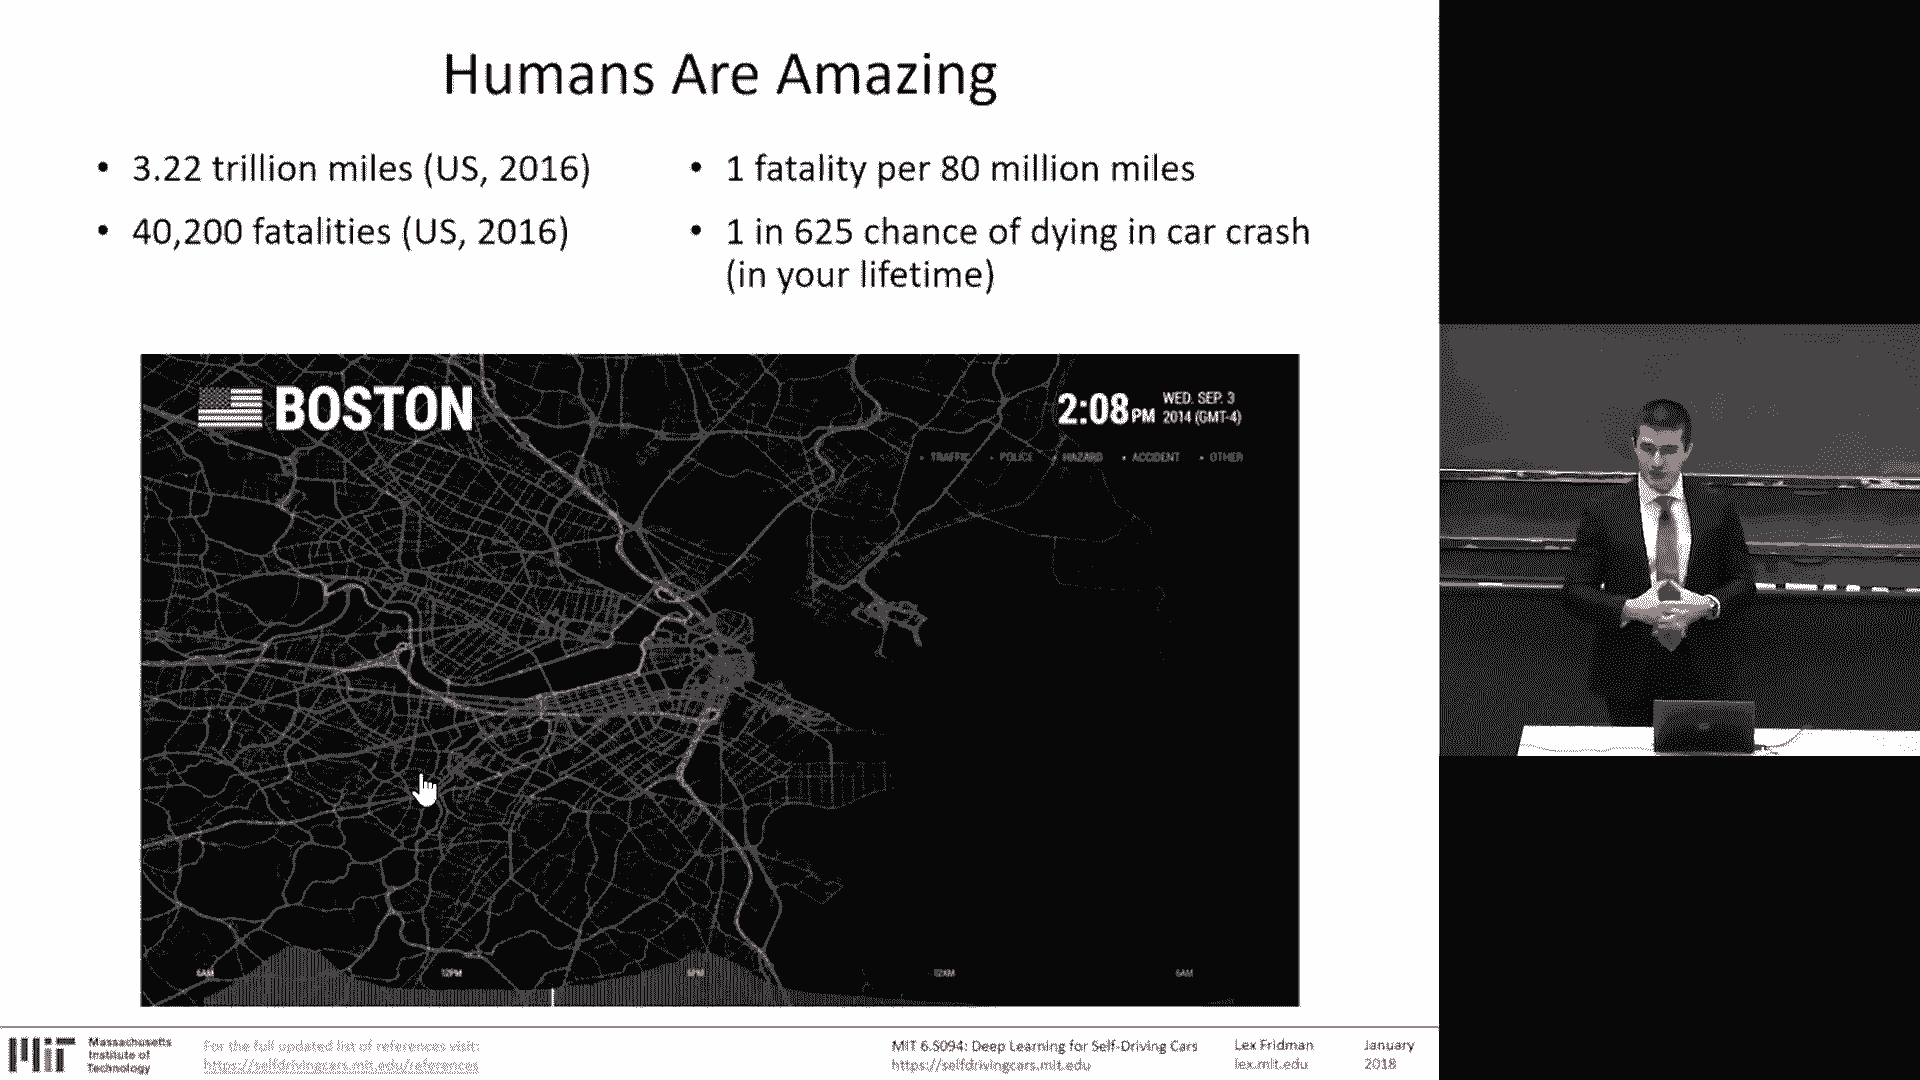 Humans Are Amazing
• 3.22 trillion miles (US, 2016)
• 40,200 fatalities (US, 2016)
• 1 fatality per 80 million miles
• 1 in 625 chance of dying in car crash
(in your lifetime)
BOSTON
2:08 PM WED. SEP. 3
2014 (GMT-4)
• TRAFFIC • POLICE • HAZARD • ACCIDENT • OTHER
6AM 12PM 6PM 12AM 6AM
MIT Massachusetts
Institute of
Technology
For the full updated list of references visit:
https://selfdrivingcars.mit.edu/references
MIT 6.S094: Deep Learning for Self-Driving Cars
https://selfdrivingcars.mit.edu
Lex Fridman
lex.mit.edu
January
2018